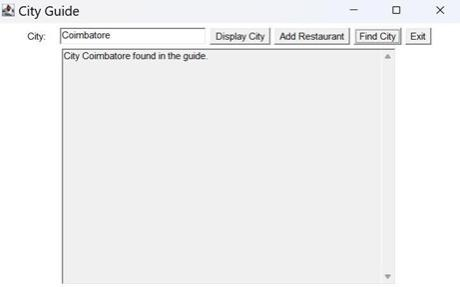 City Guide
City: Coimbatore Display City Add Restaurant Find City Exit
City Coimbatore found in the guide.